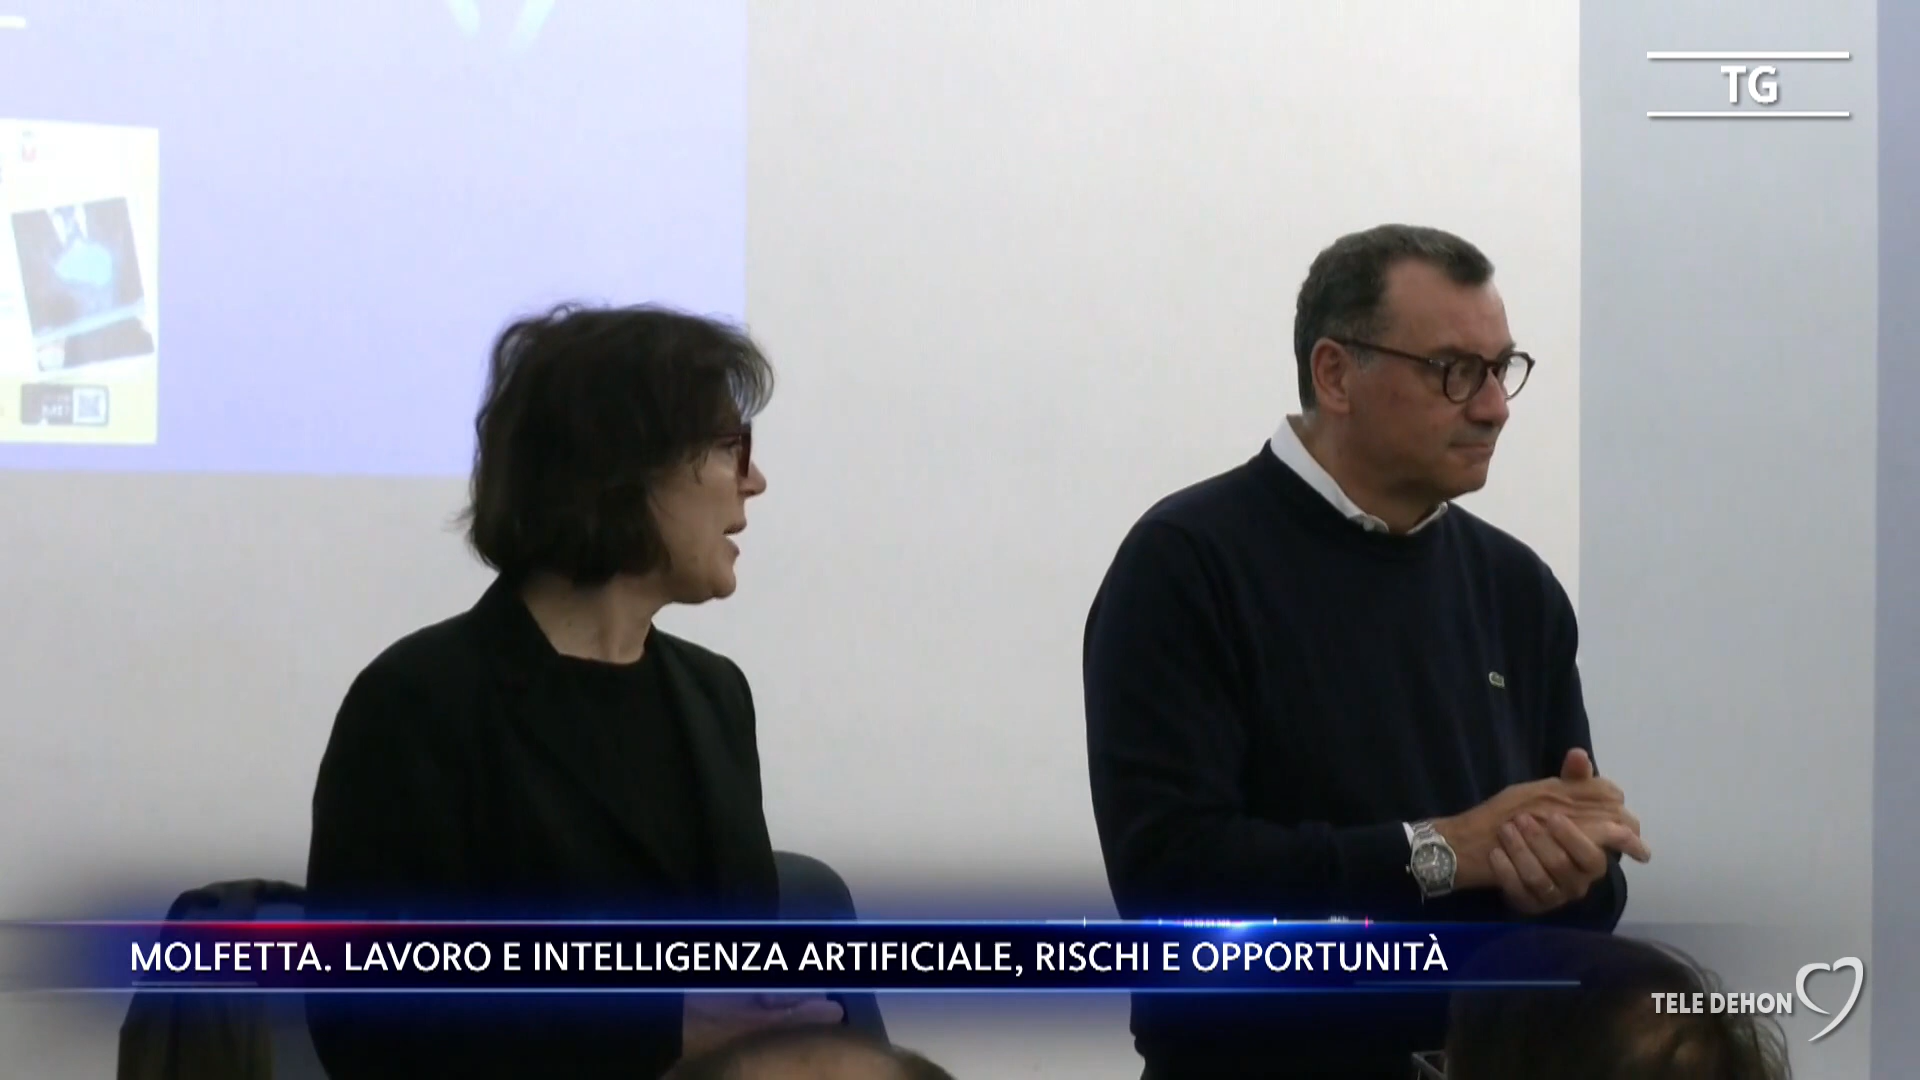 TG
MOLFETTA. LAVORO E INTELLIGENZA ARTIFICIALE, RISCHI E OPPORTUNITÀ
TELE DEHON